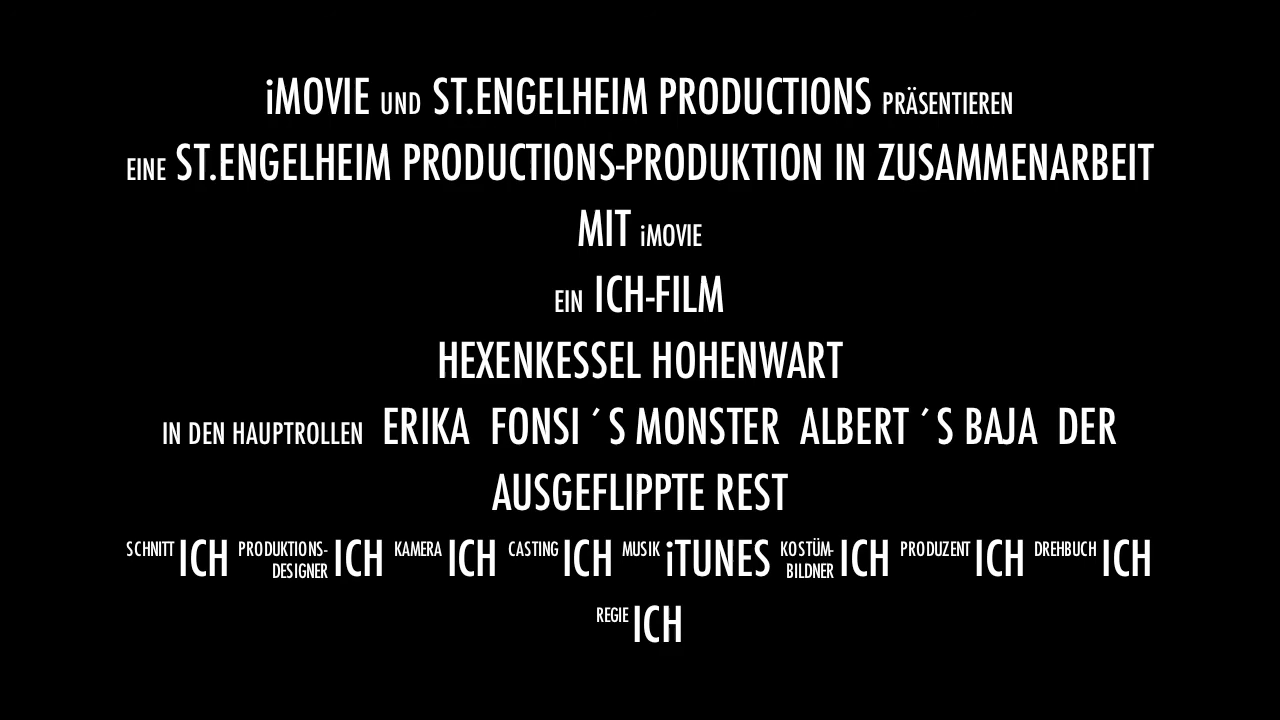 iMOVIE UND ST.ENGELHEIM PRODUCTIONS PRÄSENTIEREN
EINE ST.ENGELHEIM PRODUCTIONS-PRODUKTION IN ZUSAMMENARBEIT
MIT iMOVIE
EIN ICH-FILM
HEXENKESSEL HOHENWART
IN DEN HAUPTROLLEN ERIKA FONSI ´S MONSTER ALBERT ´S BAJA DER
AUSGEFLIPPTE REST
SCHNITT ICH PRODUKTIONS-DESIGNER ICH KAMERA ICH CASTING ICH MUSIK iTUNES KOSTÜM-BILDNER ICH PRODUZENT ICH DREHBUCH ICH
REGIE ICH